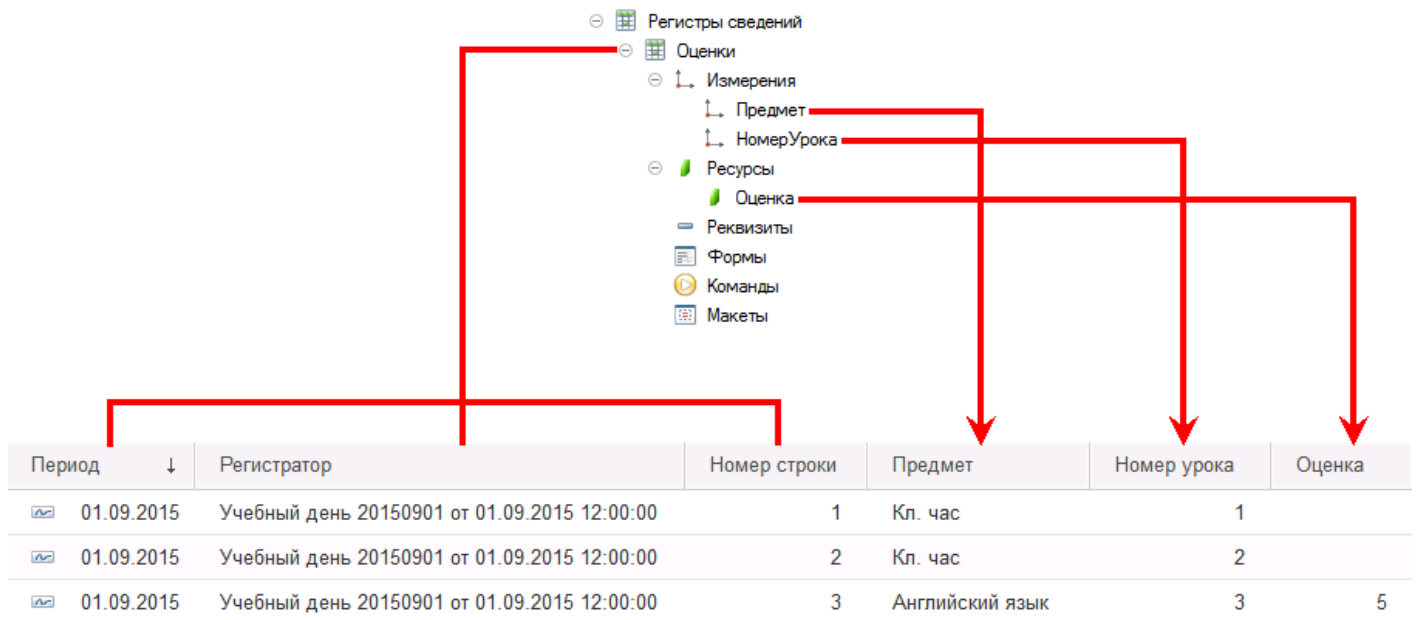 Регистры сведений
Оценки
Измерения
Предмет
НомерУрока
Ресурсы
Оценка
Реквизиты
Формы
Команды
Макеты
Период ↓ Регистратор Номер строки Предмет Номер урока Оценка
01.09.2015 Учебный день 20150901 от 01.09.2015 12:00:00 1 Кл. час 1
01.09.2015 Учебный день 20150901 от 01.09.2015 12:00:00 2 Кл. час 2
01.09.2015 Учебный день 20150901 от 01.09.2015 12:00:00 3 Английский язык 3 5